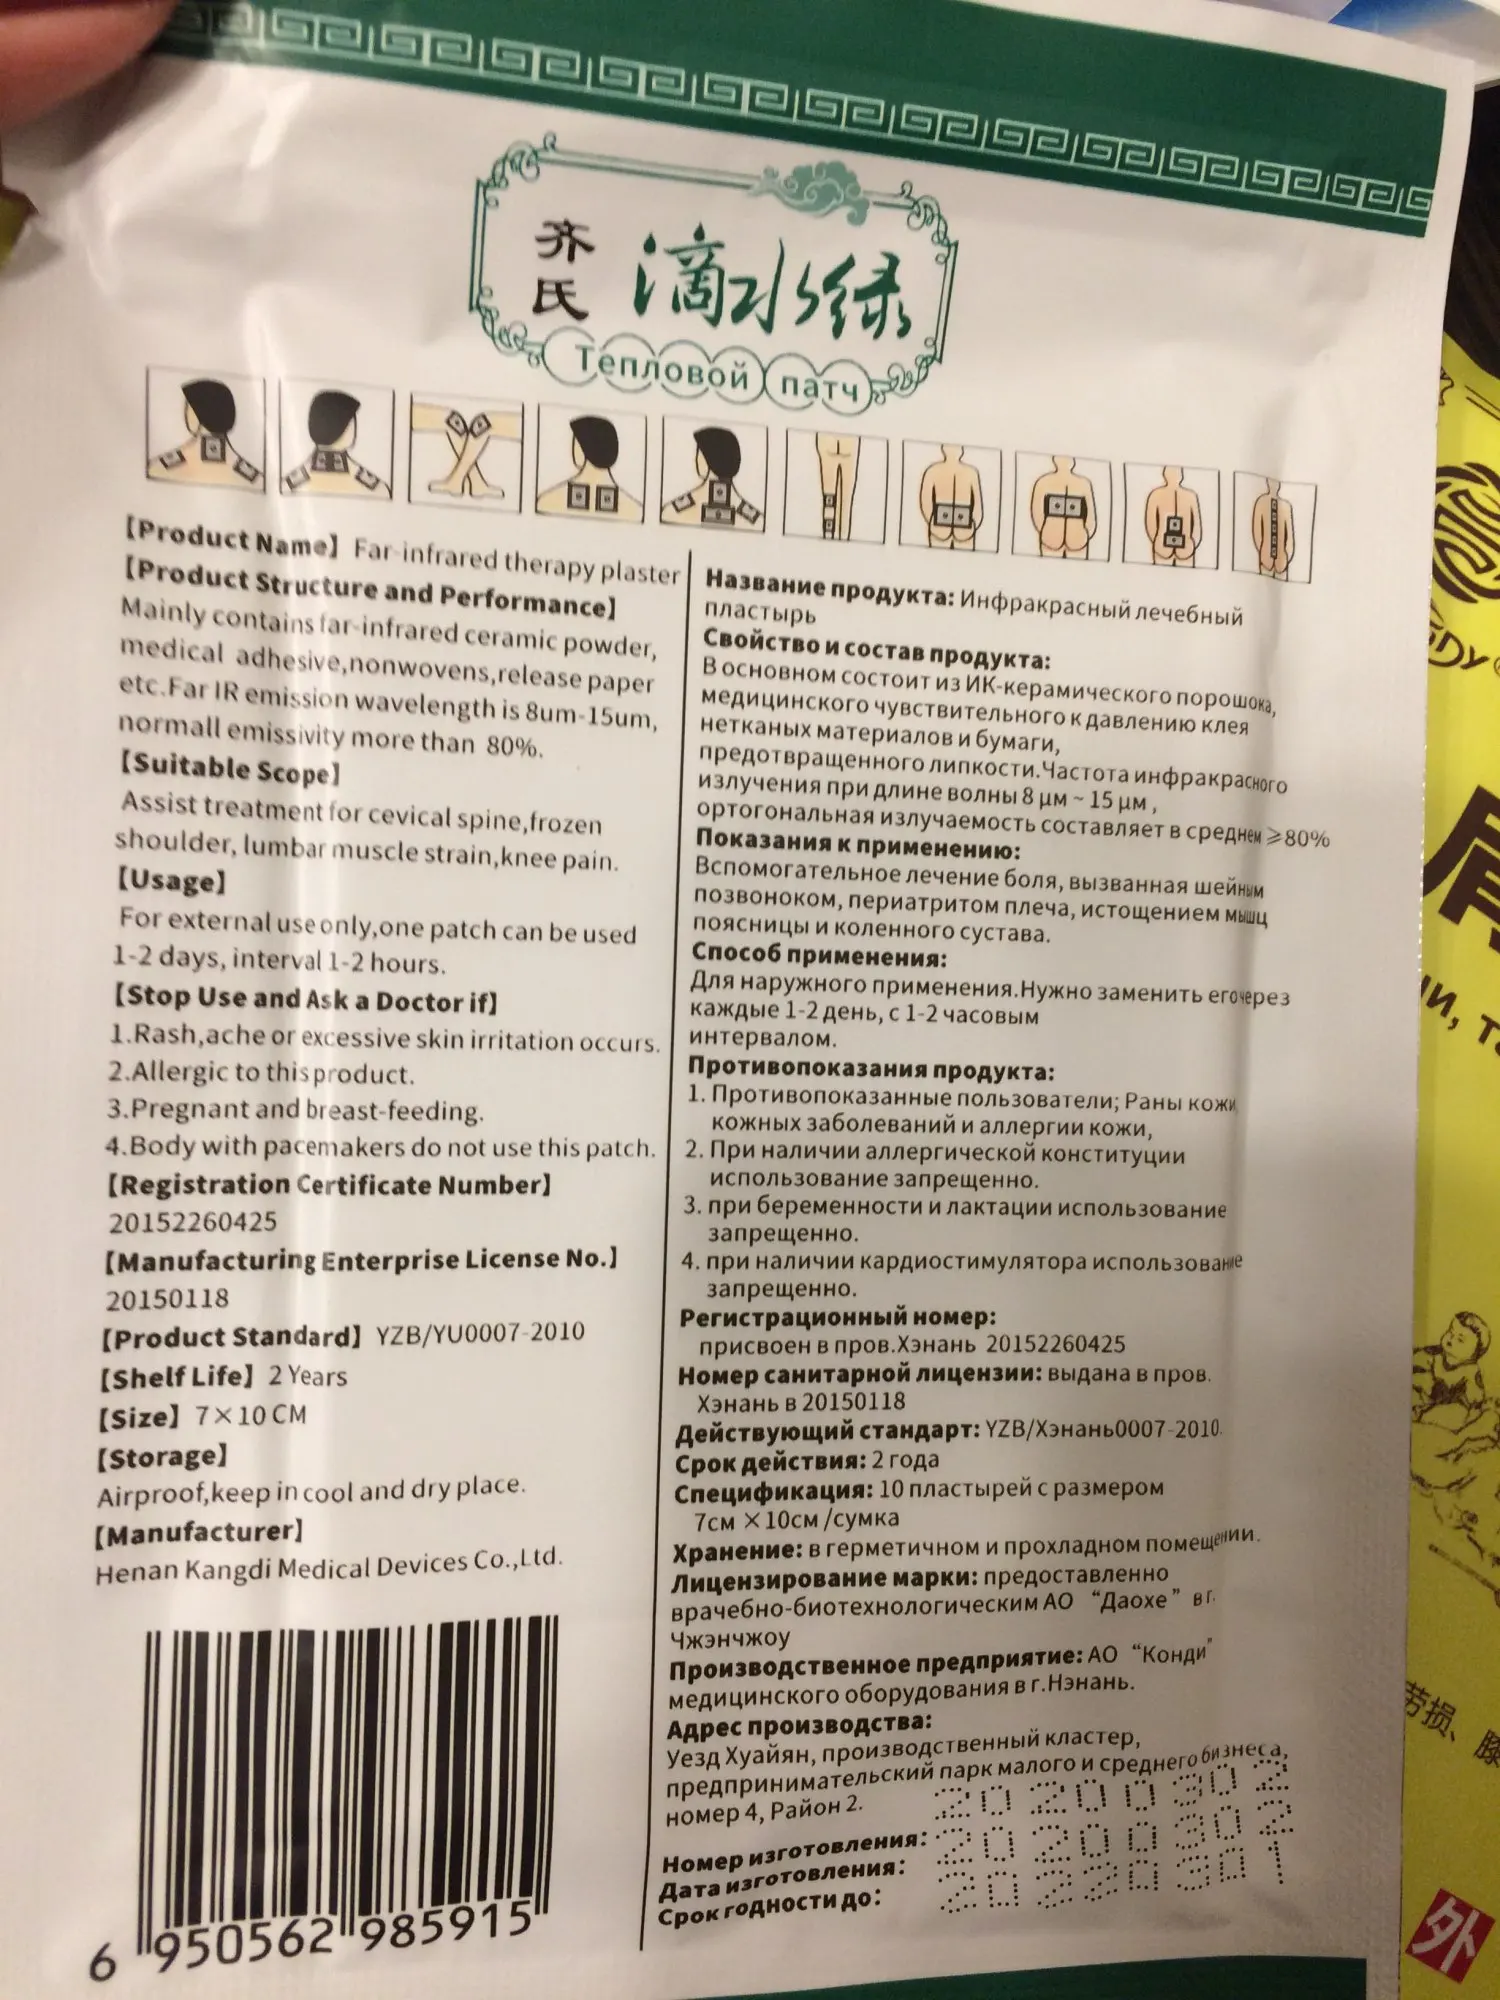 齐氏
滴水绿
Тепловой патч
【Product Name】 Far-infrared therapy plaster
【Product Structure and Performance】
Mainly contains far-infrared ceramic powder,
medical adhesive,nonwovens,release paper
etc.Far IR emission wavelength is 8um-15um,
normall emissivity more than 80%.
【Suitable Scope】
Assist treatment for cevical spine,frozen
shoulder, lumbar muscle strain,knee pain.
【Usage】
For external use only,one patch can be used
1-2 days, interval 1-2 hours.
【Stop Use and Ask a Doctor if】
1.Rash,ache or excessive skin irritation occurs.
2.Allergic to this product.
3.Pregnant and breast-feeding.
4.Body with pacemakers do not use this patch.
【Registration Certificate Number】
20152260425
【Manufacturing Enterprise License No.】
20150118
【Product Standard】 YZB/YU0007-2010
【Shelf Life】 2 Years
【Size】 7×10 CM
【Storage】
Airproof,keep in cool and dry place.
【Manufacturer】
Henan Kangdi Medical Devices Co.,Ltd.
6 950562 985915
Название продукта: Инфракрасный лечебный
пластырь
Свойство и состав продукта:
В основном состоит из ИК-керамического порошока,
медицинского чувствительного к давлению клея
нетканых материалов и бумаги,
предотвращенного липкости.Частота инфракрасного
излучения при длине волны 8 μм ~ 15 μм ,
ортогональная излучаемость составляет в среднем ⩾80%
Показания к применению:
Вспомогательное лечение боля, вызванная шейным
позвоноком, периатритом плеча, истощением мышц
поясницы и коленного сустава.
Способ применения:
Для наружного применения.Нужно заменить его через
каждые 1-2 день, с 1-2 часовым
интервалом.
Противопоказания продукта:
1. Противопоказанные пользователи; Раны кожи
кожных заболеваний и аллергии кожи,
2. При наличии аллергической конституции
использование запрещенно.
3. при беременности и лактации использование
запрещенно.
4. при наличии кардиостимулятора использование
запрещенно.
Регистрационный номер:
присвоен в пров.Хэнань 20152260425
Номер санитарной лицензии: выдана в пров.
Хэнань в 20150118
Действующий стандарт: YZB/Хэнань0007-2010.
Срок действия: 2 года
Спецификация: 10 пластырей с размером
7см ×10см /сумка
Хранение: в герметичном и прохладном помещении.
Лицензирование марки: предоставленно
врачебно-биотехнологическим АО “Даохе” в г.
Чжэнчжоу
Производственное предприятие: АО “Конди”
медицинского оборудования в г.Нэнань.
Адрес производства:
Уезд Хуайян, производственный кластер,
предпринимательский парк малого и среднего бизнеса,
номер 4, Район 2.
Номер изготовления: 20200302
Дата изготовления: 20200302
Срок годности до: 20220301
劳损、
外